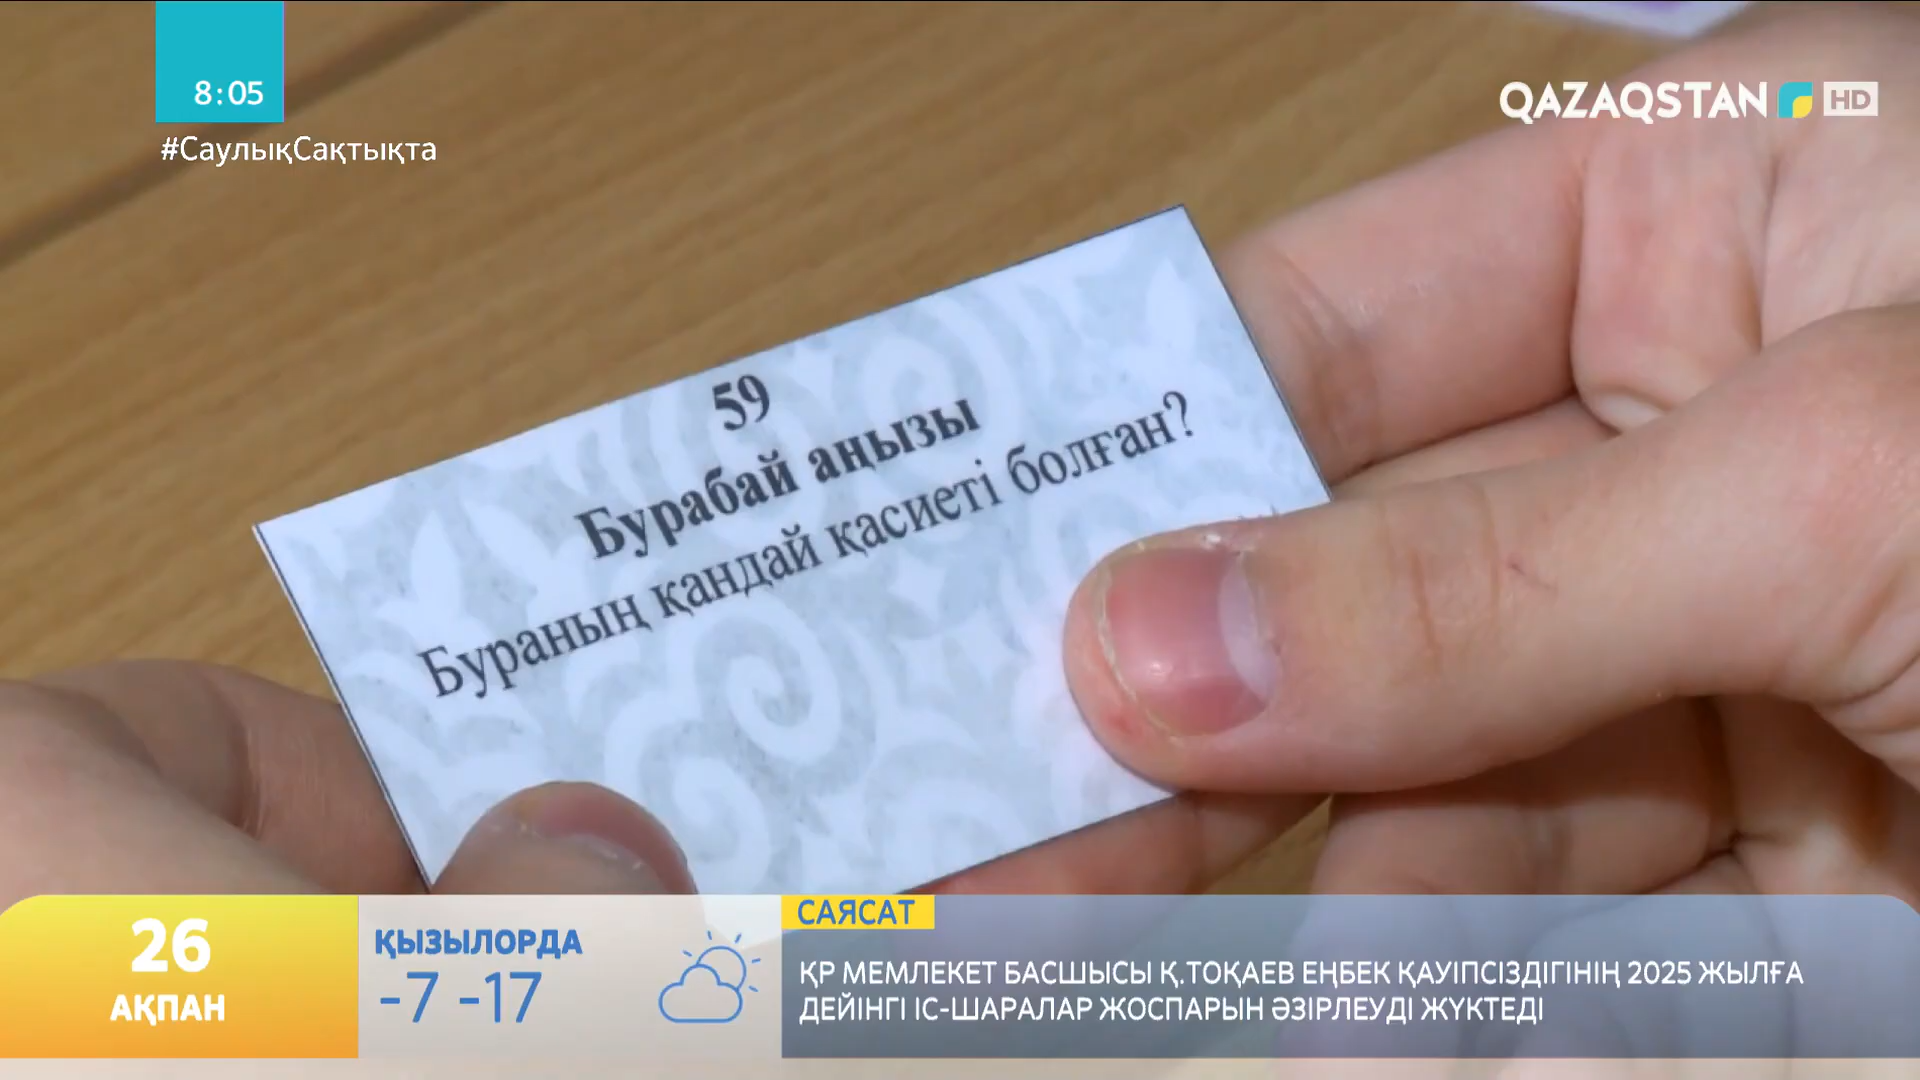 8:05
#СаулықСақтықта
QAZAQSTAN HD
59
Бурабай аңызы
Бураның қандай қасиеті болған?
26
АҚПАН
ҚЫЗЫЛОРДА
-7 -17
САЯСАТ
ҚР МЕМЛЕКЕТ БАСШЫСЫ Қ.ТОҚАЕВ ЕҢБЕК ҚАУІПСІЗДІГІНІҢ 2025 ЖЫЛҒА
ДЕЙІНГІ ІС-ШАРАЛАР ЖОСПАРЫН ӘЗІРЛЕУДІ ЖҮКТЕДІ